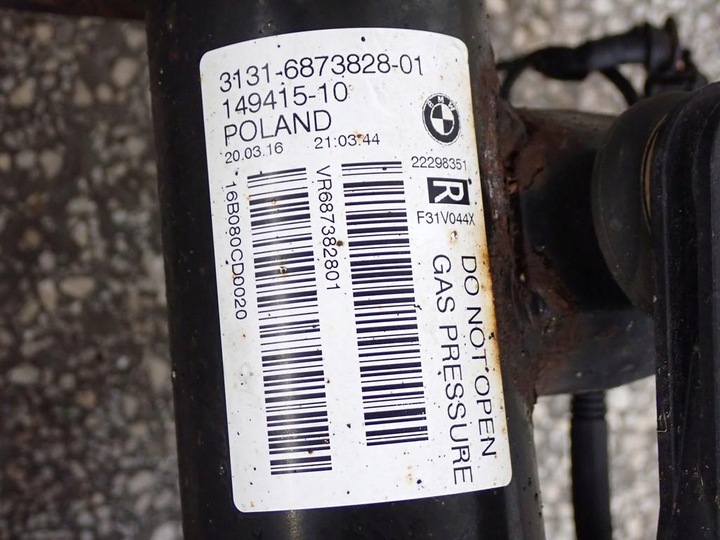 3131-6873828-01
149415-10
POLAND
20.03.16 21:03:44
BMW
22298351
R
F31V044X
16B080CD0020
VR687382801
DO NOT OPEN
GAS PRESSURE